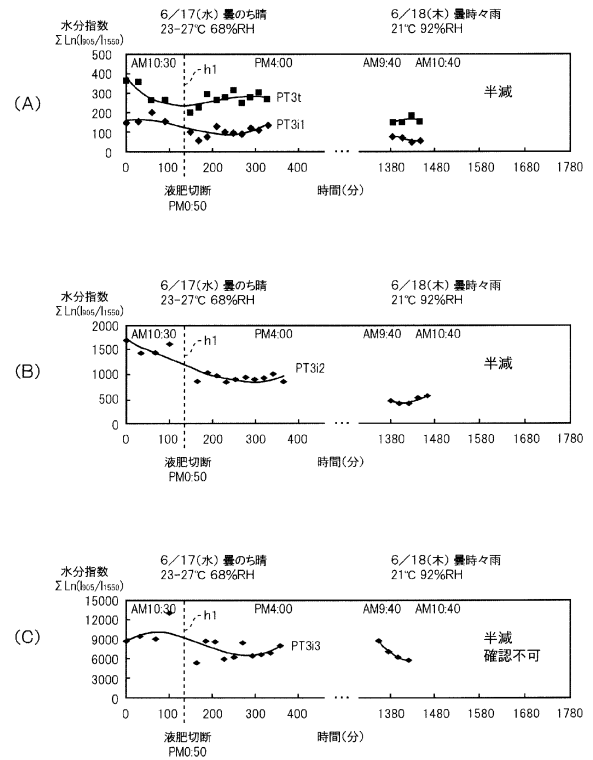 (A)
水分指数
ΣLn(I₉₀₅/I₁₅₅₀)
6/17(水) 曇のち晴
23-27℃ 68%RH
6/18(木) 曇時々雨
21℃ 92%RH
500
400
300
200
100
0
AM10:30
h1
PM4:00
AM9:40
AM10:40
半減
PT3t
PT3i1
0 100 200 300 400 ⋯ 1380 1480 1580 1680 1780
液肥切断
PM0:50
時間(分)
(B)
水分指数
ΣLn(I₉₀₅/I₁₅₅₀)
6/17(水) 曇のち晴
23-27℃ 68%RH
6/18(木) 曇時々雨
21℃ 92%RH
2000
1500
1000
500
0
AM10:30
h1
PM4:00
AM9:40
AM10:40
半減
PT3i2
0 100 200 300 400 ⋯ 1380 1480 1580 1680 1780
液肥切断
PM0:50
時間(分)
(C)
水分指数
ΣLn(I₉₀₅/I₁₅₅₀)
6/17(水) 曇のち晴
23-27℃ 68%RH
6/18(木) 曇時々雨
21℃ 92%RH
15000
12000
9000
6000
3000
0
AM10:30
h1
PM4:00
AM9:40
AM10:40
半減
確認不可
PT3i3
0 100 200 300 400 ⋯ 1380 1480 1580 1680 1780
液肥切断
PM0:50
時間(分)